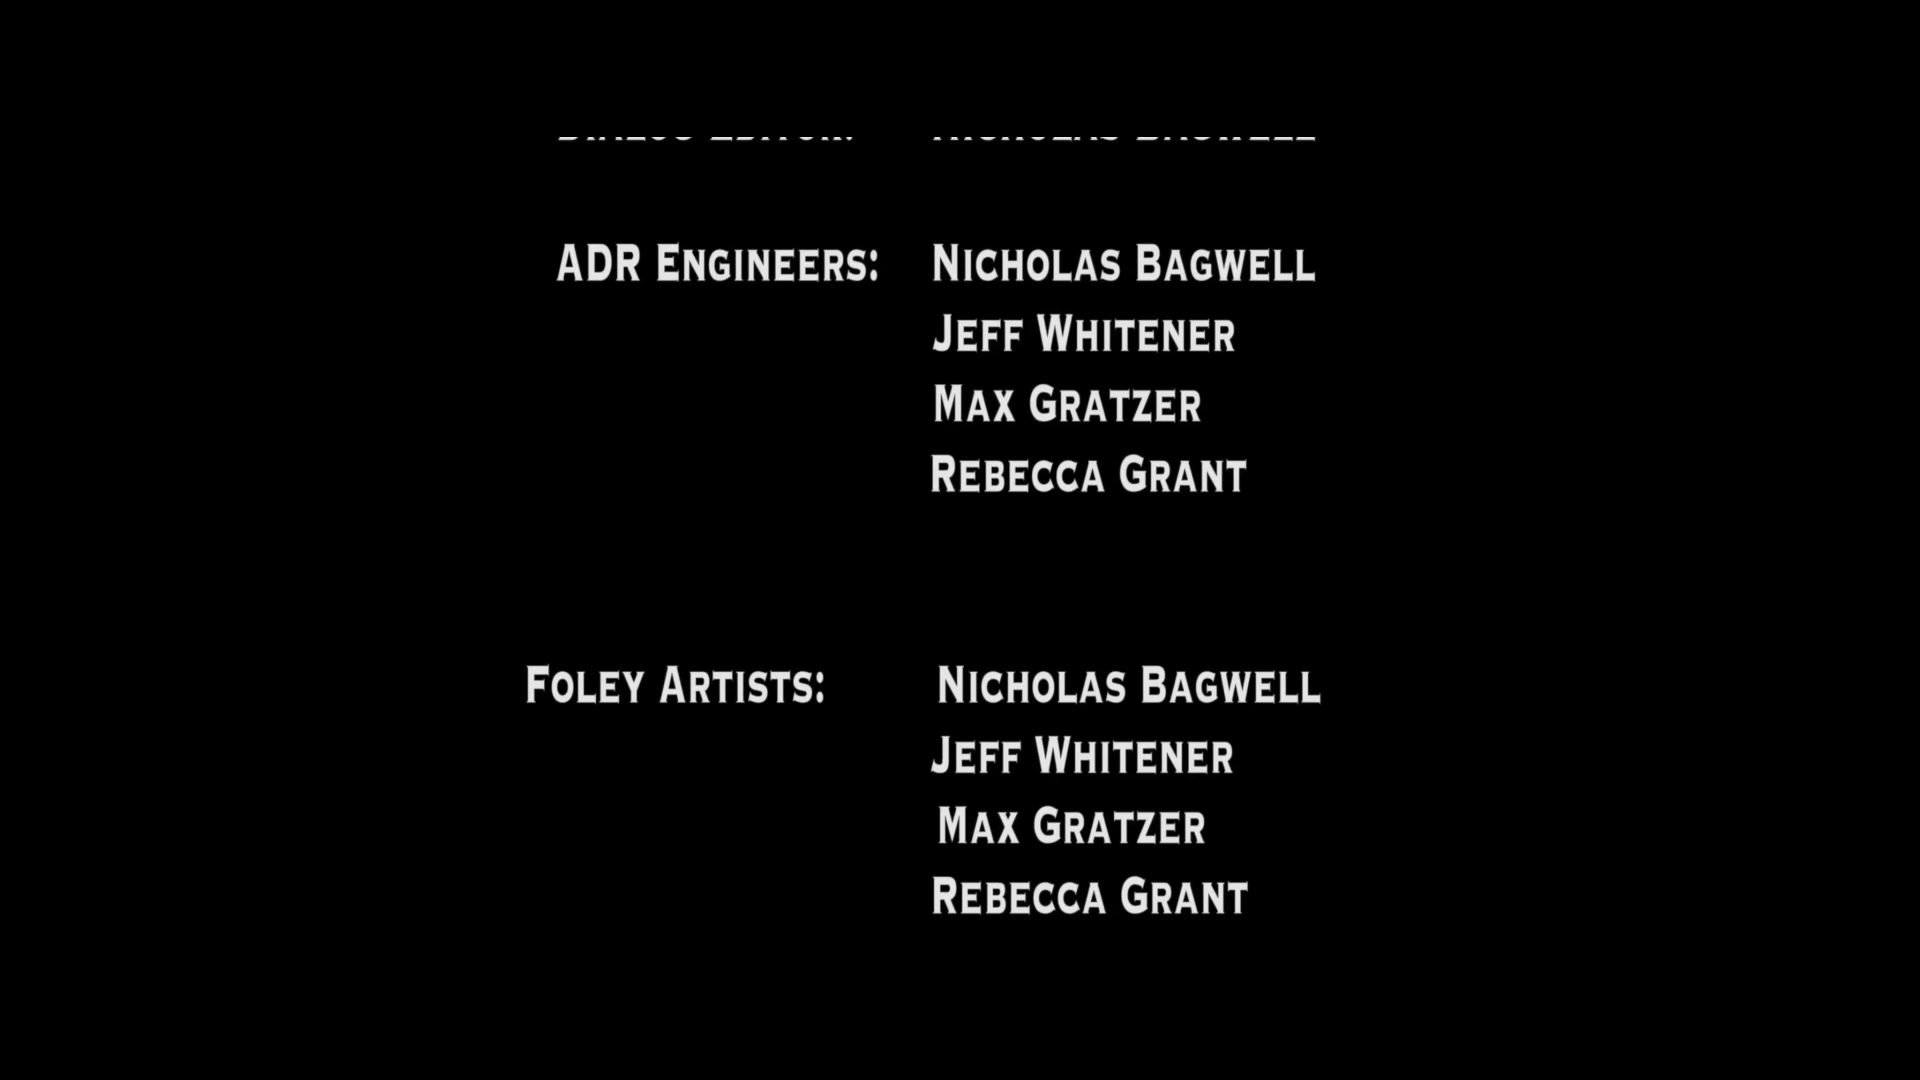 ADR Engineers: Nicholas Bagwell
Jeff Whitener
Max Gratzer
Rebecca Grant
Foley Artists: Nicholas Bagwell
Jeff Whitener
Max Gratzer
Rebecca Grant